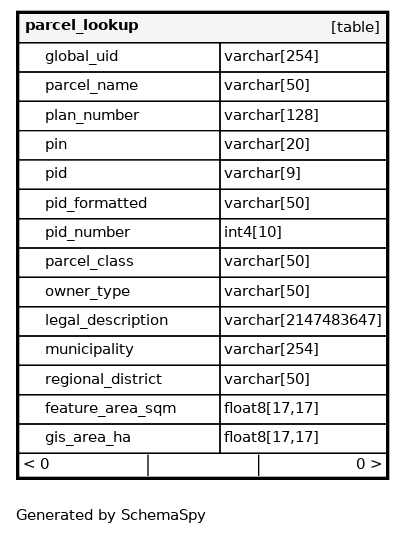 parcel_lookup [table]
global_uid varchar[254]
parcel_name varchar[50]
plan_number varchar[128]
pin varchar[20]
pid varchar[9]
pid_formatted varchar[50]
pid_number int4[10]
parcel_class varchar[50]
owner_type varchar[50]
legal_description varchar[2147483647]
municipality varchar[254]
regional_district varchar[50]
feature_area_sqm float8[17,17]
gis_area_ha float8[17,17]
< 0 0 >
Generated by SchemaSpy